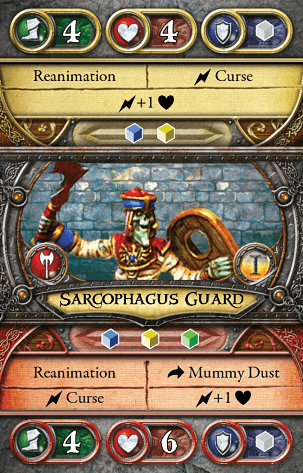 4 4
Reanimation Curse
+1
I
SARCOPHAGUS GUARD
Reanimation Mummy Dust
Curse +1
4 6